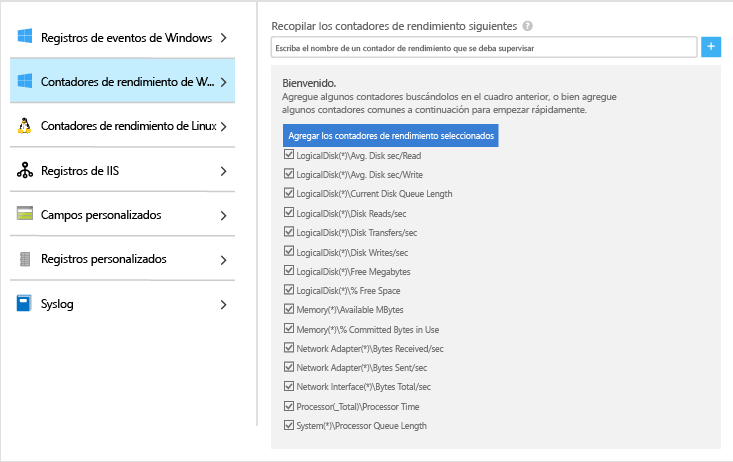 Registros de eventos de Windows
Contadores de rendimiento de W...
Contadores de rendimiento de Linux
Registros de IIS
Campos personalizados
Registros personalizados
Syslog
Recopilar los contadores de rendimiento siguientes ?
Escriba el nombre de un contador de rendimiento que se deba supervisar
+
Bienvenido.
Agregue algunos contadores buscándolos en el cuadro anterior, o bien agregue
algunos contadores comunes a continuación para empezar rápidamente.
Agregar los contadores de rendimiento seleccionados
LogicalDisk(*)\Avg. Disk sec/Read
LogicalDisk(*)\Avg. Disk sec/Write
LogicalDisk(*)\Current Disk Queue Length
LogicalDisk(*)\Disk Reads/sec
LogicalDisk(*)\Disk Transfers/sec
LogicalDisk(*)\Disk Writes/sec
LogicalDisk(*)\Free Megabytes
LogicalDisk(*)\% Free Space
Memory(*)\Available MBytes
Memory(*)\% Committed Bytes in Use
Network Adapter(*)\Bytes Received/sec
Network Adapter(*)\Bytes Sent/sec
Network Interface(*)\Bytes Total/sec
Processor(_Total)\Processor Time
System(*)\Processor Queue Length